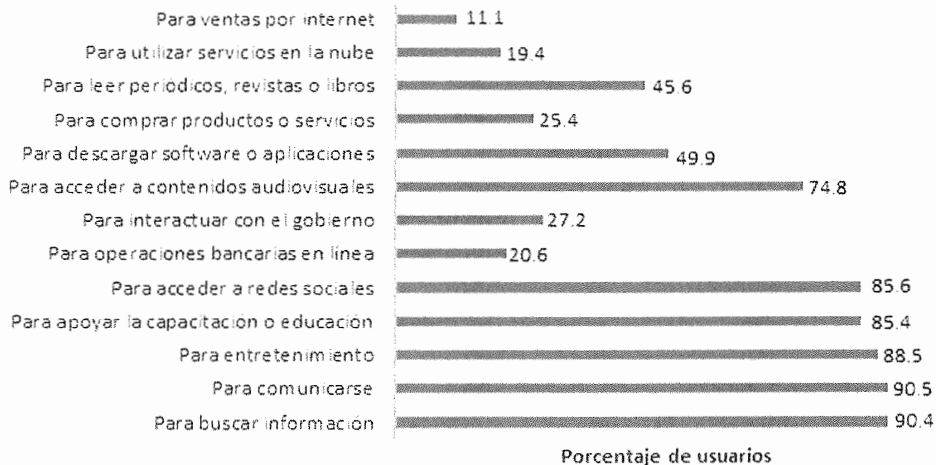 Para ventas por internet 11.1
Para utilizar servicios en la nube 19.4
Para leer periódicos, revistas o libros 45.6
Para comprar productos o servicios 25.4
Para descargar software o aplicaciones 49.9
Para acceder a contenidos audiovisuales 74.8
Para interactuar con el gobierno 27.2
Para operaciones bancarias en línea 20.6
Para acceder a redes sociales 85.6
Para apoyar la capacitación o educación 85.4
Para entretenimiento 88.5
Para comunicarse 90.5
Para buscar información 90.4
Porcentaje de usuarios